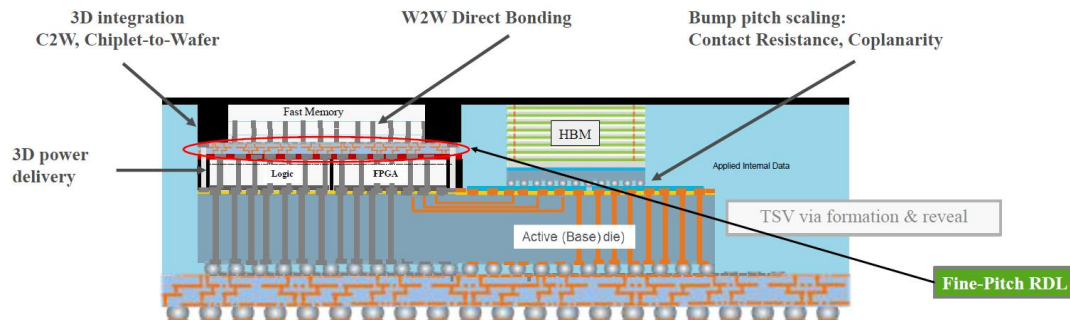 3D integration
C2W, Chiplet-to-Wafer
W2W Direct Bonding
Bump pitch scaling:
Contact Resistance, Coplanarity
Fast Memory
HBM
3D power
delivery
Logic
FPGA
Applied Internal Data
TSV via formation & reveal
Active (Base) die)
Fine-Pitch RDL